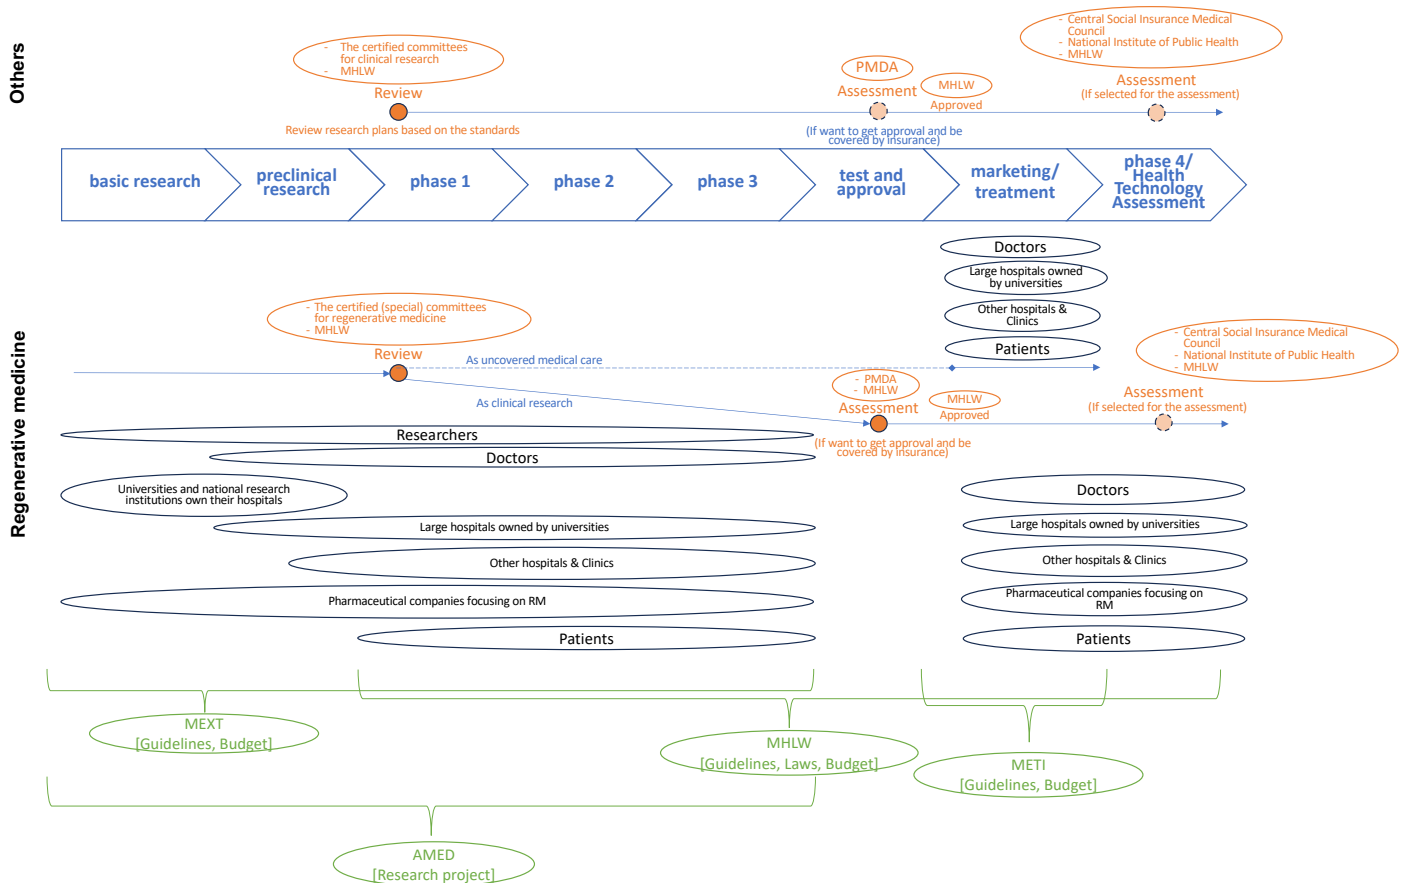 Others
- The certified committees
for clinical research
- MHLW
Review
Review research plans based on the standards
PMDA
Assessment
(If want to get approval and be
covered by insurance)
MHLW
Approved
- Central Social Insurance Medical
Council
- National Institute of Public Health
- MHLW
Assessment
(If selected for the assessment)
basic research
preclinical
research
phase 1
phase 2
phase 3
test and
approval
marketing/
treatment
phase 4/
Health
Technology
Assessment
Regenerative medicine
Doctors
Large hospitals owned
by universities
Other hospitals &
Clinics
Patients
- The certified (special) committees
for regenerative medicine
- MHLW
Review
As uncovered medical care
As clinical research
- PMDA
- MHLW
Assessment
(If want to get approval and be
covered by insurance)
MHLW
Approved
- Central Social Insurance Medical
Council
- National Institute of Public Health
- MHLW
Assessment
(If selected for the assessment)
Researchers
Doctors
Universities and national research
institutions own their hospitals
Large hospitals owned by universities
Other hospitals & Clinics
Pharmaceutical companies focusing on RM
Patients
Doctors
Large hospitals owned by universities
Other hospitals & Clinics
Pharmaceutical companies focusing on
RM
Patients
MEXT
[Guidelines, Budget]
MHLW
[Guidelines, Laws, Budget]
METI
[Guidelines, Budget]
AMED
[Research project]